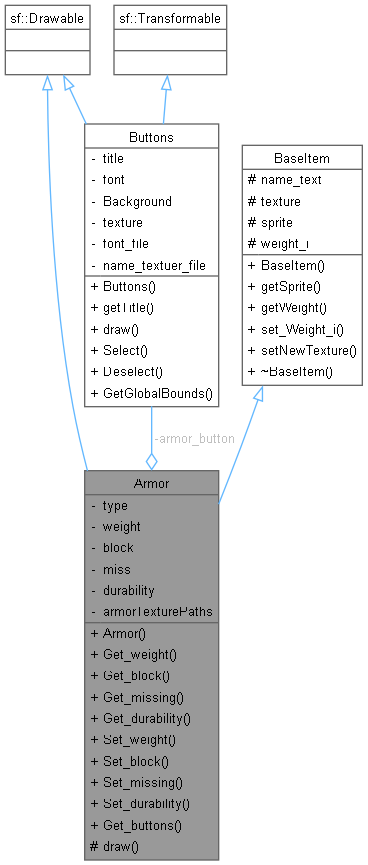 sf::Drawable
sf::Transformable
Buttons
- title
- font
- Background
- texture
- font_file
- name_textuer_file
+ Buttons()
+ getTitle()
+ draw()
+ Select()
+ Deselect()
+ GetGlobalBounds()
BaseItem
# name_text
# texture
# sprite
# weight_i
+ BaseItem()
+ getSprite()
+ getWeight()
+ set_Weight_i()
+ setNewTexture()
+ ~BaseItem()
-armor_button
Armor
- type
- weight
- block
- miss
- durability
- armorTexturePaths
+ Armor()
+ Get_weight()
+ Get_block()
+ Get_missing()
+ Get_durability()
+ Set_weight()
+ Set_block()
+ Set_missing()
+ Set_durability()
+ Get_buttons()
# draw()